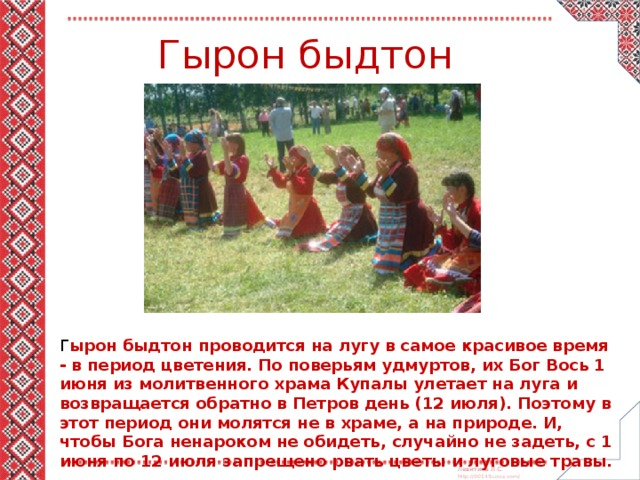 Гырон быдтон
Гырон быдтон проводится на лугу в самое красивое время
- в период цветения. По поверьям удмуртов, их Бог Вось 1
июня из молитвенного храма Купалы улетает на луга и
возвращается обратно в Петров день (12 июля). Поэтому в
этот период они молятся не в храме, а на природе. И,
чтобы Бога ненароком не обидеть, случайно не задеть, с 1
июня по 12 июля запрещено рвать цветы и луговые травы.